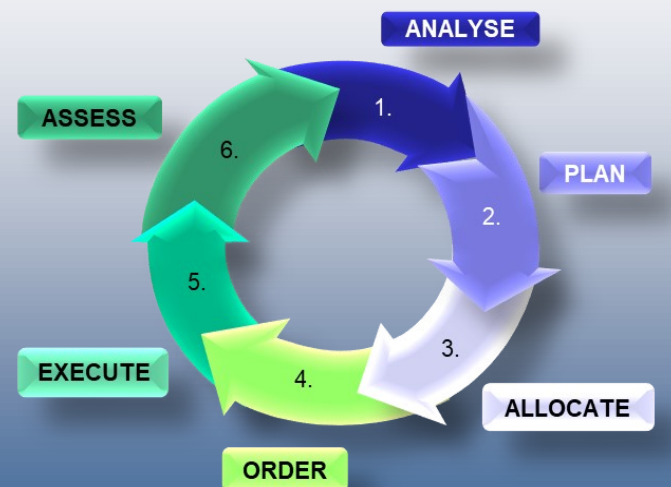 ANALYSE
1.
PLAN
2.
ALLOCATE
3.
ORDER
4.
EXECUTE
5.
ASSESS
6.